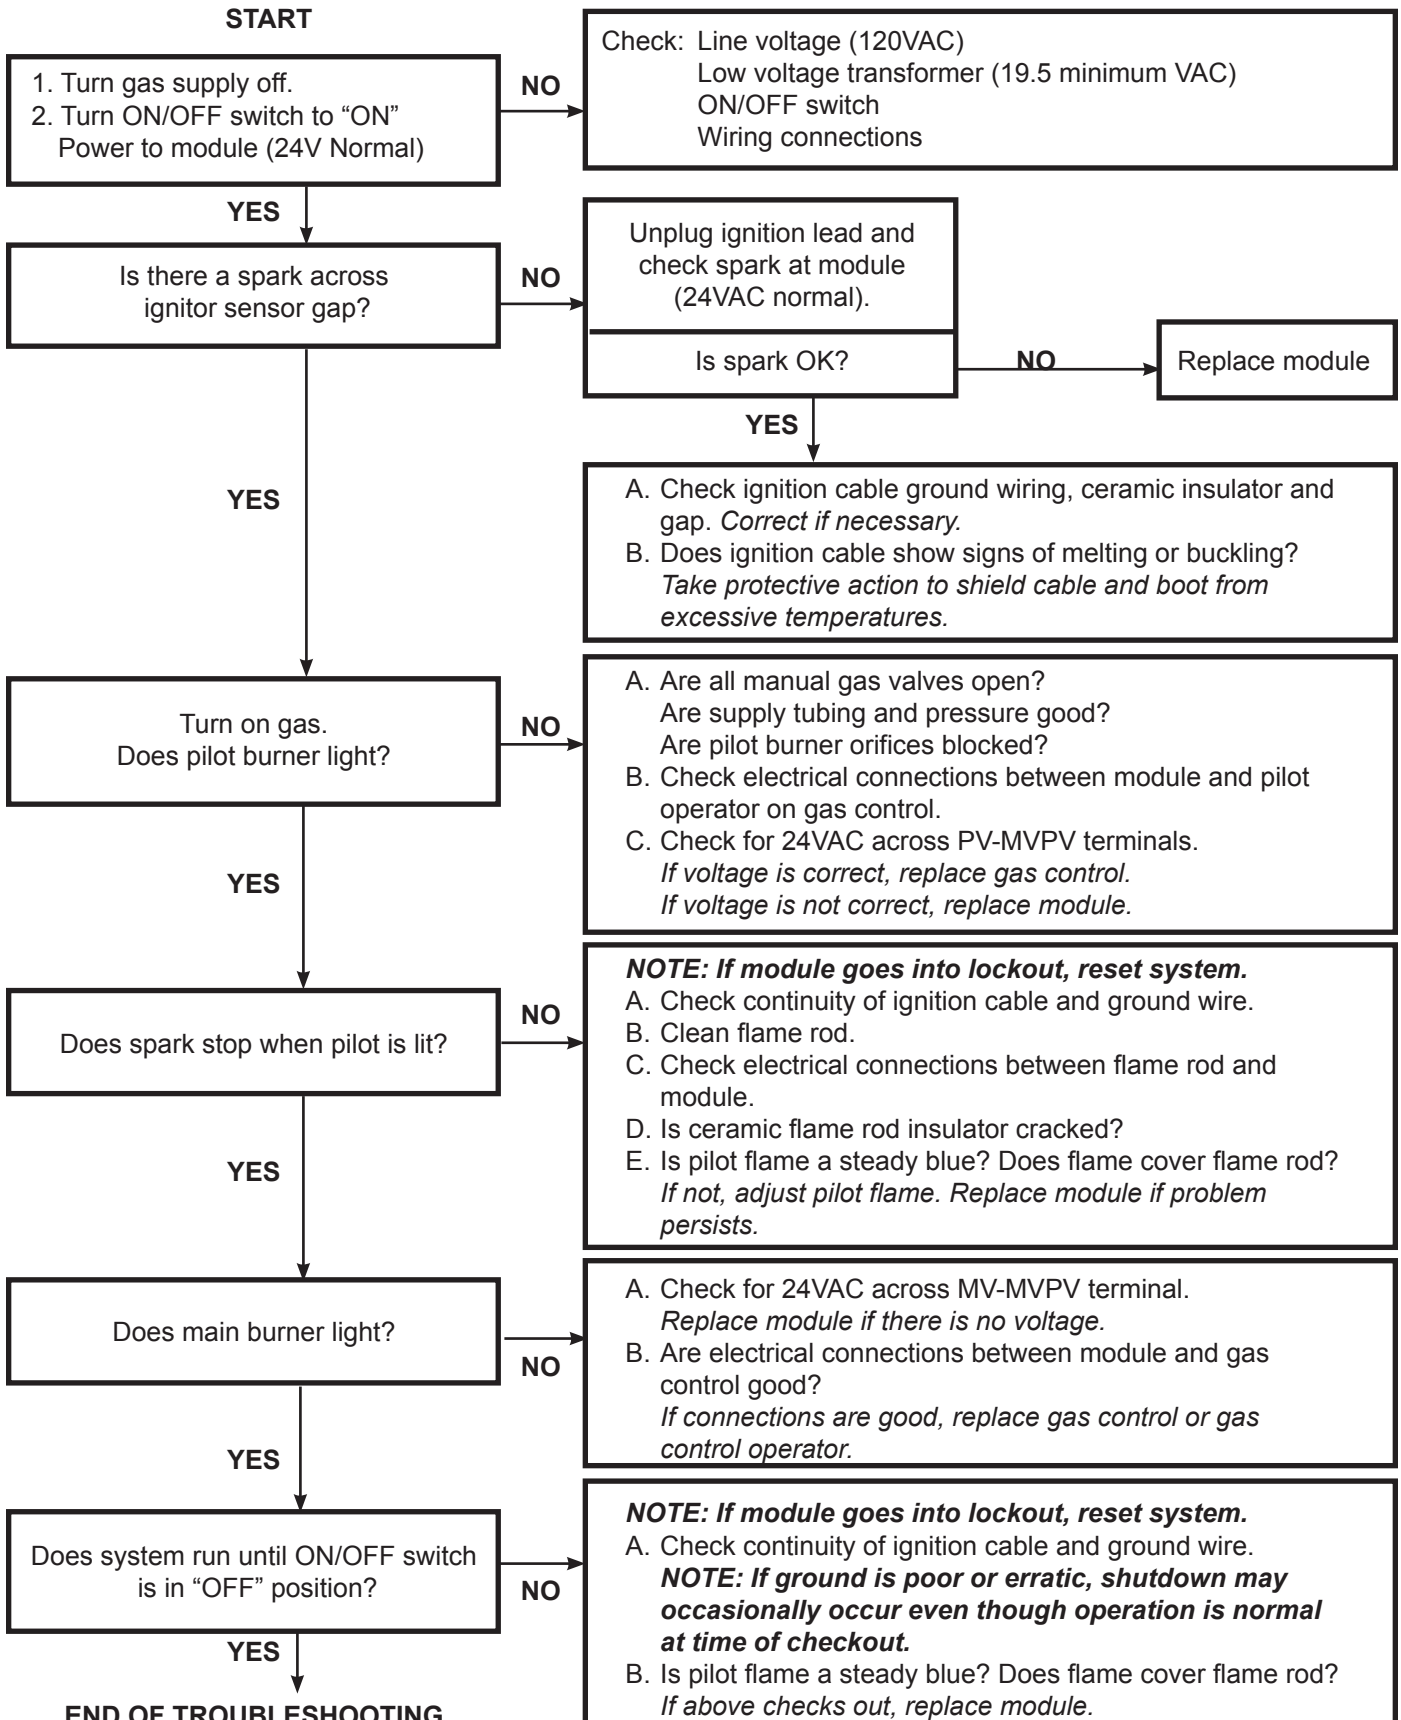 START
1. Turn gas supply off.
2. Turn ON/OFF switch to “ON”
Power to module (24V Normal)
NO
Check: Line voltage (120VAC)
Low voltage transformer (19.5 minimum VAC)
ON/OFF switch
Wiring connections
YES
Is there a spark across
ignitor sensor gap?
NO
Unplug ignition lead and
check spark at module
(24VAC normal).
Is spark OK?
NO
Replace module
YES
A. Check ignition cable ground wiring, ceramic insulator and
gap. Correct if necessary.
B. Does ignition cable show signs of melting or buckling?
Take protective action to shield cable and boot from
excessive temperatures.
YES
Turn on gas.
Does pilot burner light?
NO
A. Are all manual gas valves open?
Are supply tubing and pressure good?
Are pilot burner orifices blocked?
B. Check electrical connections between module and pilot
operator on gas control.
C. Check for 24VAC across PV-MVPV terminals.
If voltage is correct, replace gas control.
If voltage is not correct, replace module.
YES
Does spark stop when pilot is lit?
NO
NOTE: If module goes into lockout, reset system.
A. Check continuity of ignition cable and ground wire.
B. Clean flame rod.
C. Check electrical connections between flame rod and
module.
D. Is ceramic flame rod insulator cracked?
E. Is pilot flame a steady blue? Does flame cover flame rod?
If not, adjust pilot flame. Replace module if problem
persists.
YES
Does main burner light?
NO
A. Check for 24VAC across MV-MVPV terminal.
Replace module if there is no voltage.
B. Are electrical connections between module and gas
control good?
If connections are good, replace gas control or gas
control operator.
YES
Does system run until ON/OFF switch
is in “OFF” position?
NO
NOTE: If module goes into lockout, reset system.
A. Check continuity of ignition cable and ground wire.
NOTE: If ground is poor or erratic, shutdown may
occasionally occur even though operation is normal
at time of checkout.
B. Is pilot flame a steady blue? Does flame cover flame rod?
If above checks out, replace module.
YES
END OF TROUBLESHOOTING